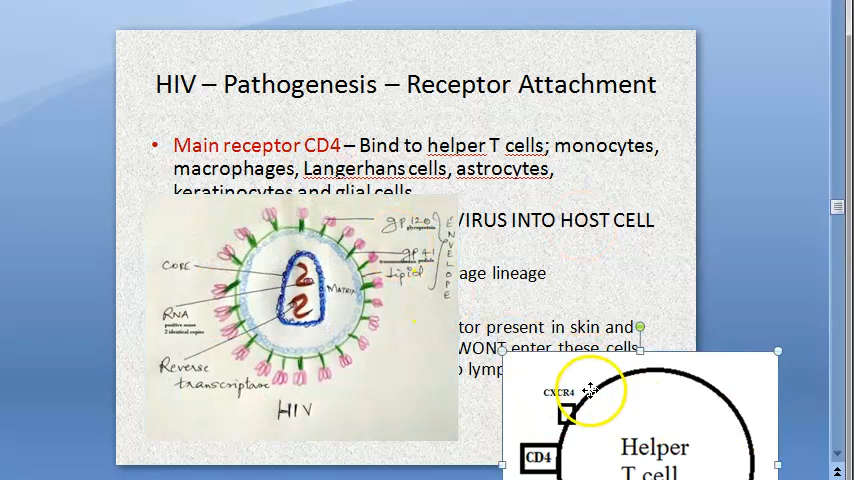 HIV – Pathogenesis – Receptor Attachment
• Main receptor CD4 – Bind to helper T cells; monocytes,
macrophages, Langerhans cells, astrocytes,
keratinocytes and glial cells
VIRUS INTO HOST CELL
age lineage
tor present in skin and
WONT enter these cells
o lymp
gp 120
glycoprotein
gp 41
lipid
ENVELOPE
CORE
MATRIX
RNA
positive sense
2 identical copies
Reverse
transcriptase
HIV
CXCR4
CD4
Helper
T cell